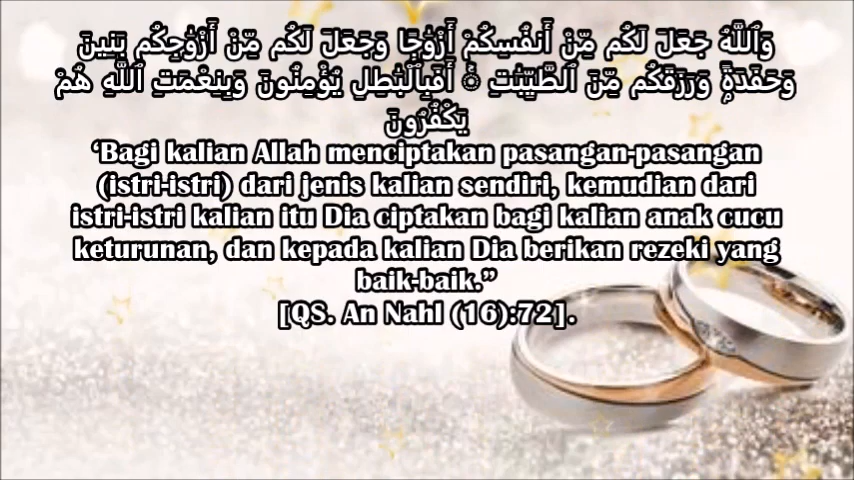 وَٱللَّهُ جَعَلَ لَكُم مِّنْ أَنفُسِكُمْ أَزْوَٰجًا وَجَعَلَ لَكُم مِّنْ أَزْوَٰجِكُم بَنِينَ
وَحَفَدَةً وَرَزَقَكُم مِّنَ ٱلطَّيِّبَٰتِ ۚ أَفَبِٱلْبَٰطِلِ يُؤْمِنُونَ وَبِنِعْمَتِ ٱللَّهِ هُمْ
يَكْفُرُونَ
‘Bagi kalian Allah menciptakan pasangan-pasangan
(istri-istri) dari jenis kalian sendiri, kemudian dari
istri-istri kalian itu Dia ciptakan bagi kalian anak cucu
keturunan, dan kepada kalian Dia berikan rezeki yang
baik-baik.”
[QS. An Nahl (16):72].